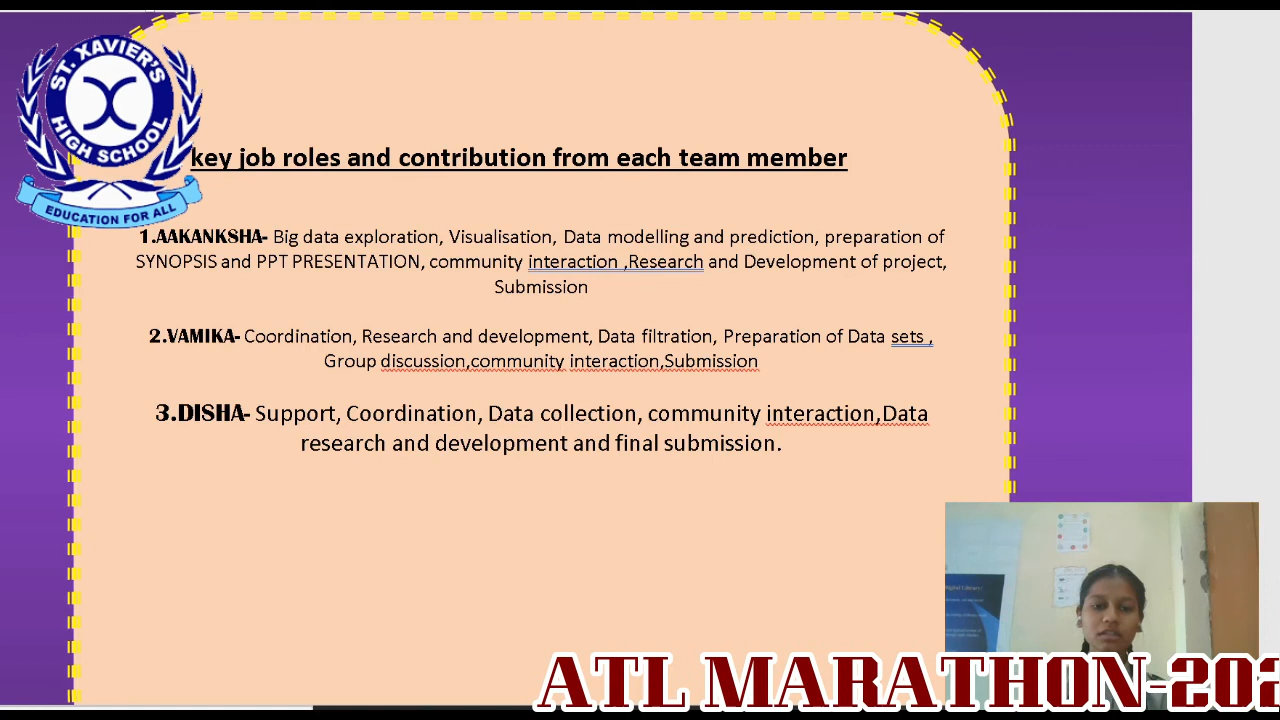 ST. XAVIER'S
HIGH SCHOOL
EDUCATION FOR ALL
key job roles and contribution from each team member
1.AAKANKSHA- Big data exploration, Visualisation, Data modelling and prediction, preparation of
SYNOPSIS and PPT PRESENTATION, community interaction ,Research and Development of project,
Submission
2.VAMIKA- Coordination, Research and development, Data filtration, Preparation of Data sets ,
Group discussion,community interaction,Submission
3.DISHA- Support, Coordination, Data collection, community interaction,Data
research and development and final submission.
ATL MARATHON-202